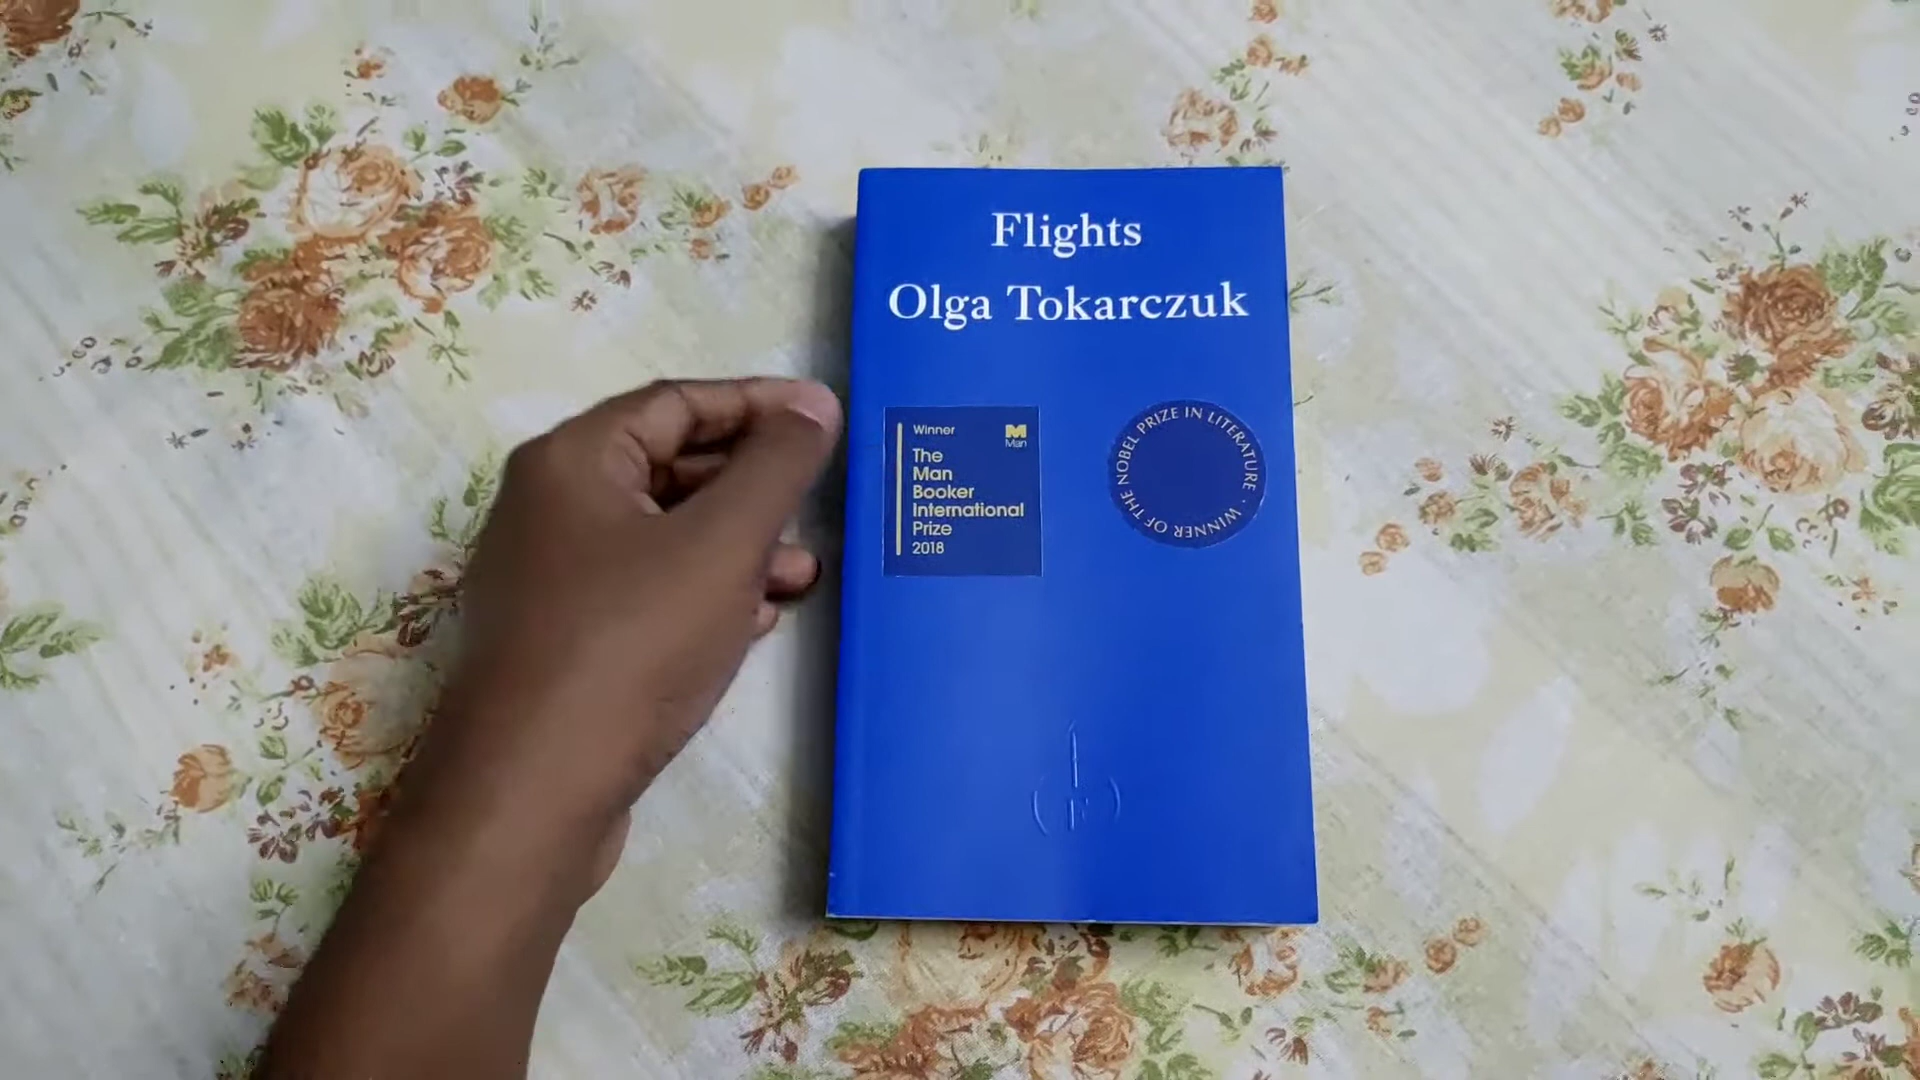 Flights
Olga Tokarczuk
Winner
M
Man
The
Man
Booker
International
Prize
2018
WINNER OF THE NOBEL PRIZE IN LITERATURE ·
F